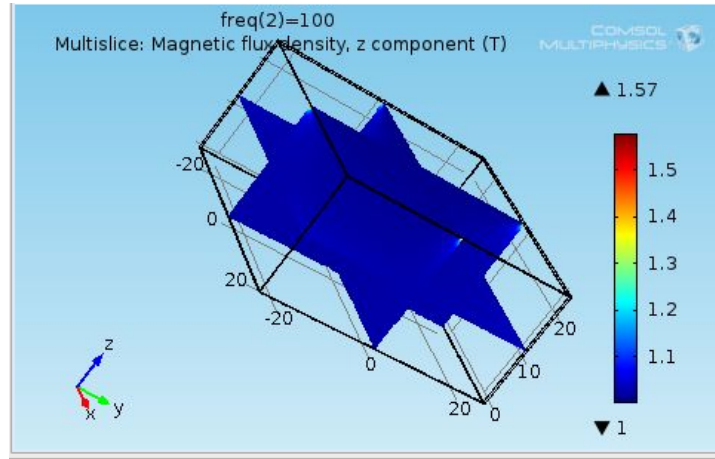 freq(2)=100
Multislice: Magnetic flux density, z component (T)
COMSOL
MULTIPHYSICS
▲ 1.57
1.5
1.4
1.3
1.2
1.1
▼ 1
-20
0
20
-20
0
20
0
10
20
z
y
x